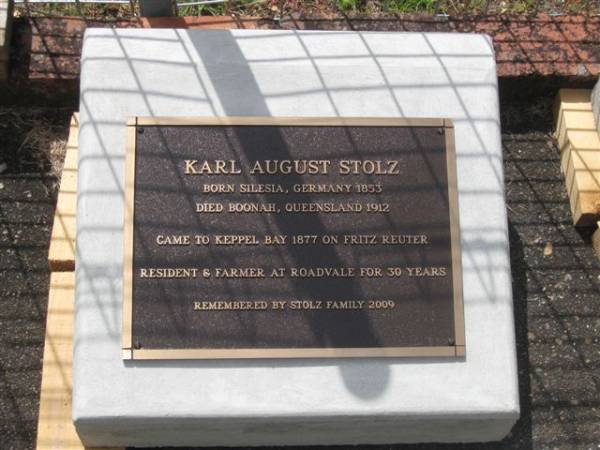 KARL AUGUST STOLZ
BORN SILESIA, GERMANY 1853
DIED BOONAH, QUEENSLAND 1912
CAME TO KEPPEL BAY 1877 ON FRITZ REUTER
RESIDENT & FARMER AT ROADVALE FOR 30 YEARS
REMEMBERED BY STOLZ FAMILY 2009